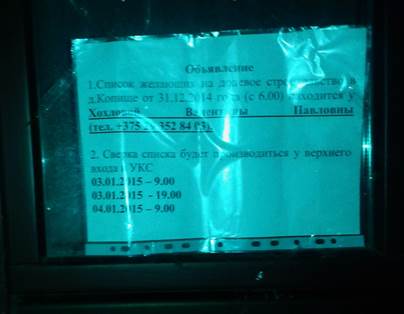 Объявление
1.Список желающих на долевое строительство в
д.Копище от 31.12.2014 года (с 6.00) находится у
Валентины Павловны
(тел. +375 352 84
2. Сверка списка будет производиться у верхнего
входа УКС
03.01.2015 – 9.00
03.01.2015 - 19.00
04.01.2015 – 9.00